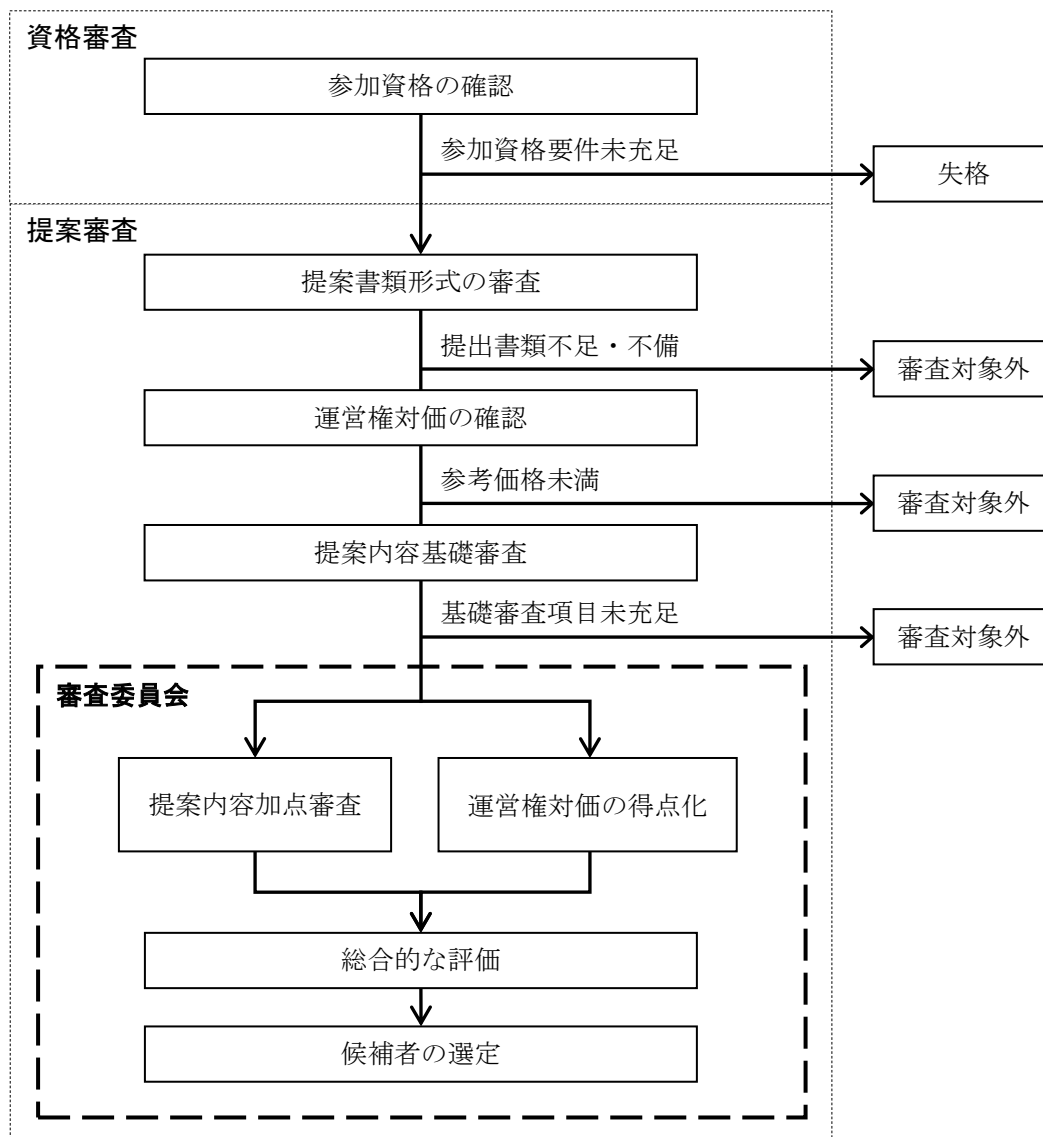 資格審査
参加資格の確認
参加資格要件未充足
失格
提案審査
提案書類形式の審査
提出書類不足・不備
審査対象外
運営権対価の確認
参考価格未満
審査対象外
提案内容基礎審査
基礎審査項目未充足
審査対象外
審査委員会
提案内容加点審査
運営権対価の得点化
総合的な評価
候補者の選定